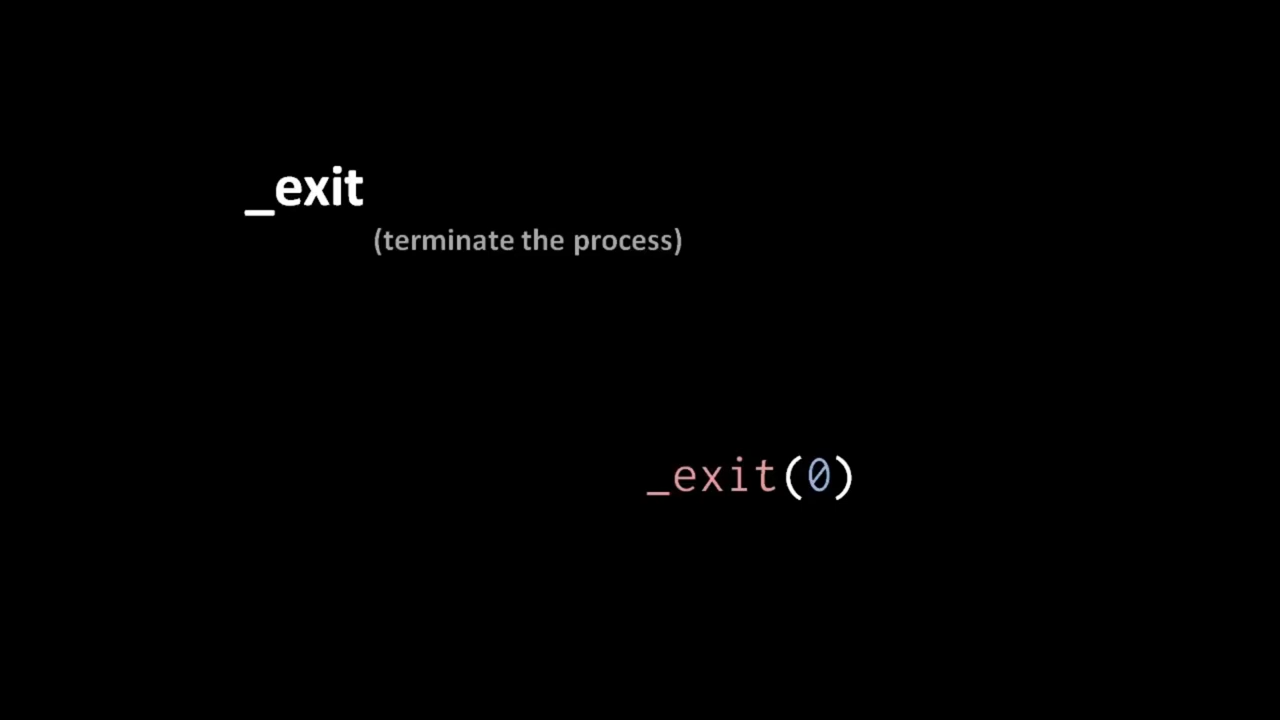 _exit
(terminate the process)
_exit(0)